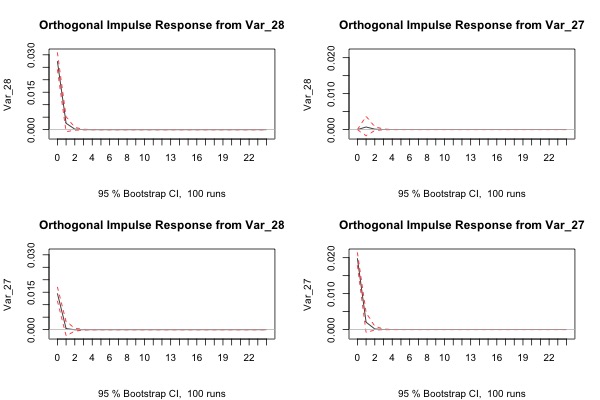 Orthogonal Impulse Response from Var_28
Var_28
0.000 0.015 0.030
0 2 4 6 8 10 13 16 19 22
95 % Bootstrap CI, 100 runs
Orthogonal Impulse Response from Var_27
Var_28
0.000 0.010 0.020
0 2 4 6 8 10 13 16 19 22
95 % Bootstrap CI, 100 runs
Orthogonal Impulse Response from Var_28
Var_27
0.000 0.015 0.030
0 2 4 6 8 10 13 16 19 22
95 % Bootstrap CI, 100 runs
Orthogonal Impulse Response from Var_27
Var_27
0.000 0.010 0.020
0 2 4 6 8 10 13 16 19 22
95 % Bootstrap CI, 100 runs